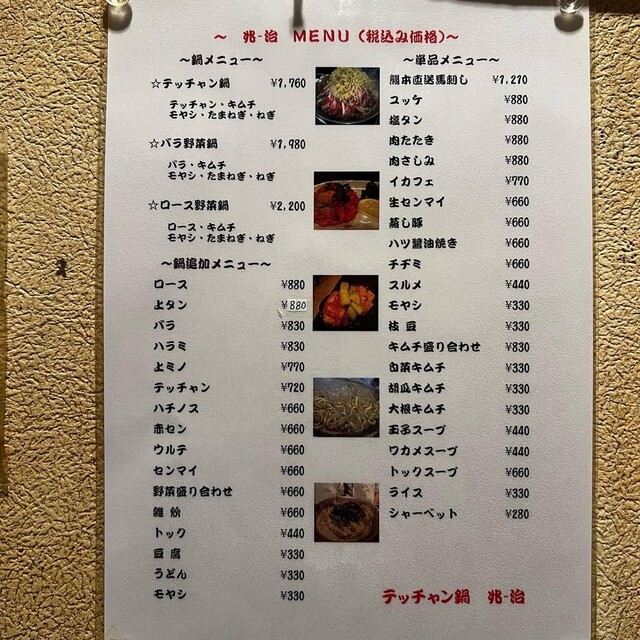 ～ 兆-治 MENU（税込み価格）～
～鍋メニュー～
☆テッチャン鍋 ¥1,760
テッチャン・キムチ
モヤシ・たまねぎ・ねぎ
☆バラ野菜鍋 ¥1,980
バラ・キムチ
モヤシ・たまねぎ・ねぎ
☆ロース野菜鍋 ¥2,200
ロース・キムチ
モヤシ・たまねぎ・ねぎ
～鍋追加メニュー～
ロース ¥880
上タン ¥880
バラ ¥830
ハラミ ¥830
上ミノ ¥770
テッチャン ¥720
ハチノス ¥660
赤セン ¥660
ウルテ ¥660
センマイ ¥660
野菜盛り合わせ ¥660
雑炊 ¥660
トック ¥440
豆腐 ¥330
うどん ¥330
モヤシ ¥330
～単品メニュー～
熊本直送馬刺し ¥1,210
ユッケ ¥880
塩タン ¥880
肉たたき ¥880
肉さしみ ¥880
イカフェ ¥770
生センマイ ¥660
蒸し豚 ¥660
ハツ醤油焼き ¥660
チヂミ ¥660
スルメ ¥440
モヤシ ¥330
枝豆 ¥330
キムチ盛り合わせ ¥830
白菜キムチ ¥330
胡瓜キムチ ¥330
大根キムチ ¥330
玉子スープ ¥440
ワカメスープ ¥440
トックスープ ¥660
ライス ¥330
シャーベット ¥280
テッチャン鍋 兆-治